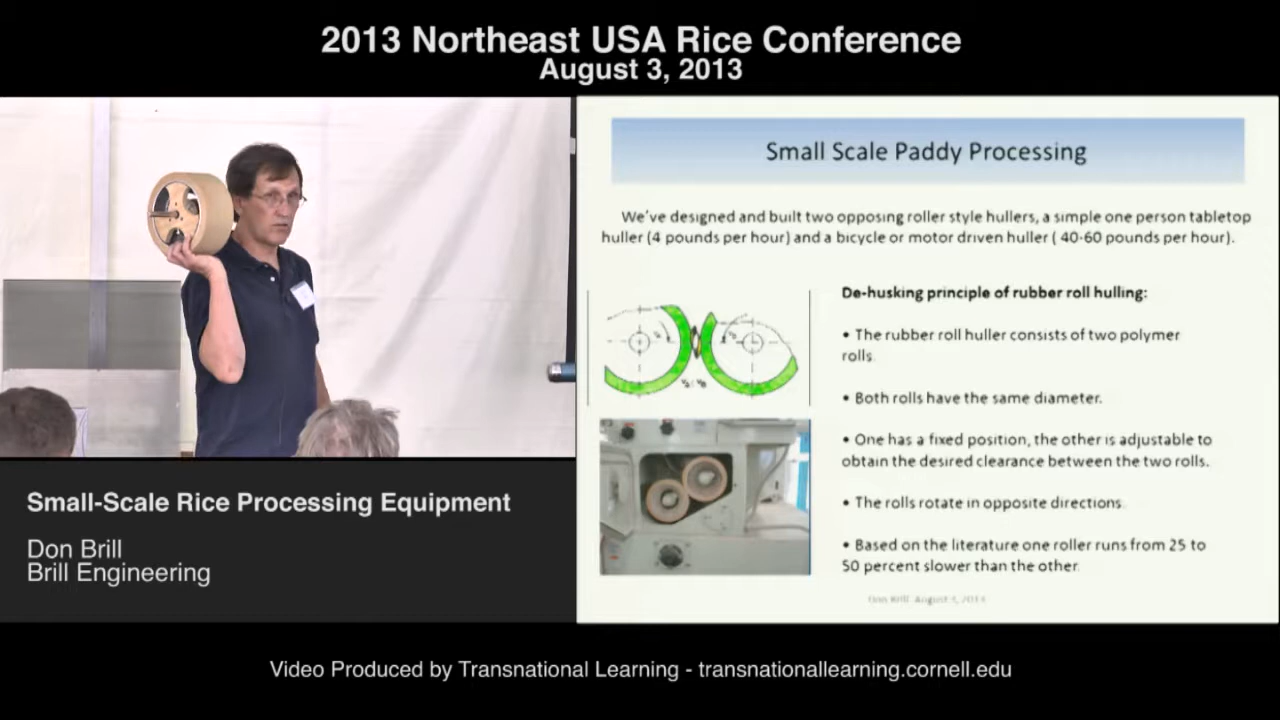 2013 Northeast USA Rice Conference
August 3, 2013
Small Scale Paddy Processing
We've designed and built two opposing roller style hullers, a simple one person tabletop
huller (4 pounds per hour) and a bicycle or motor driven huller ( 40-60 pounds per hour).
De-husking principle of rubber roll hulling:
• The rubber roll huller consists of two polymer
rolls.
• Both rolls have the same diameter.
• One has a fixed position, the other is adjustable to
obtain the desired clearance between the two rolls.
• The rolls rotate in opposite directions.
• Based on the literature one roller runs from 25 to
50 percent slower than the other.
Don Brill August 3, 2013
Small-Scale Rice Processing Equipment
Don Brill
Brill Engineering
Video Produced by Transnational Learning - transnationallearning.cornell.edu